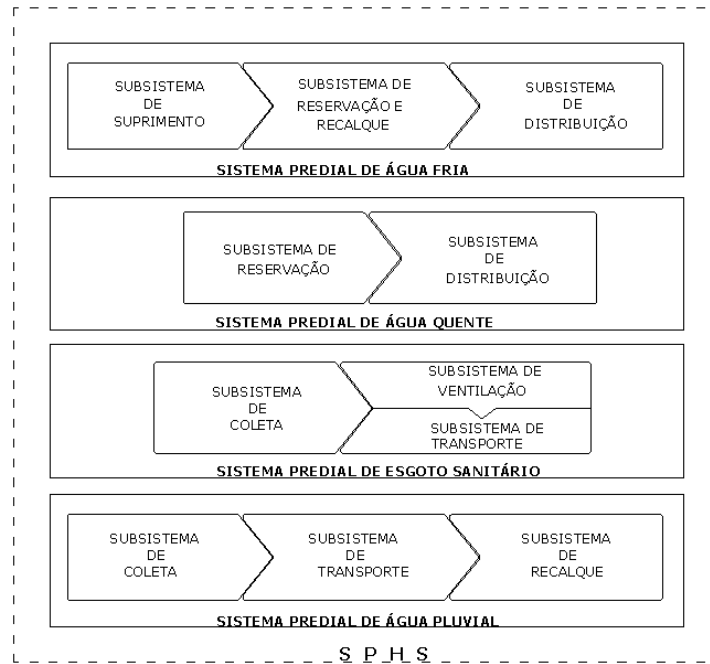 SUBSISTEMA
DE
SUPRIMENTO
SUBSISTEMA DE
RESERVAÇÃO E
RECALQUE
SUBSISTEMA
DE
DISTRIBUIÇÃO
SISTEMA PREDIAL DE ÁGUA FRIA
SUBSISTEMA DE
RESERVAÇÃO
SUBSISTEMA
DE
DISTRIBUIÇÃO
SISTEMA PREDIAL DE ÁGUA QUENTE
SUBSISTEMA
DE
COLETA
SUBSISTEMA DE
VENTILAÇÃO
SUBSISTEMA DE
TRANSPORTE
SISTEMA PREDIAL DE ESGOTO SANITÁRIO
SUBSISTEMA
DE
COLETA
SUBSISTEMA
DE
TRANSPORTE
SUBSISTEMA
DE
RECALQUE
SISTEMA PREDIAL DE ÁGUA PLUVIAL
S P H S